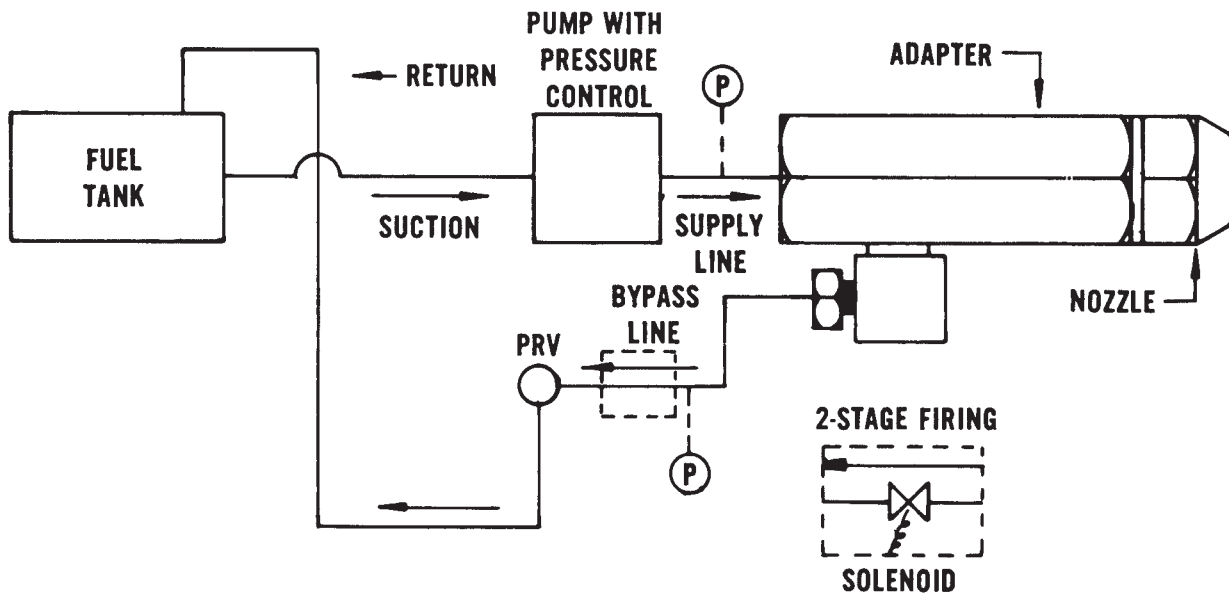 PUMP WITH
PRESSURE
CONTROL
ADAPTER
RETURN
P
FUEL
TANK
SUCTION
SUPPLY
LINE
NOZZLE
BYPASS
LINE
PRV
P
2-STAGE FIRING
SOLENOID